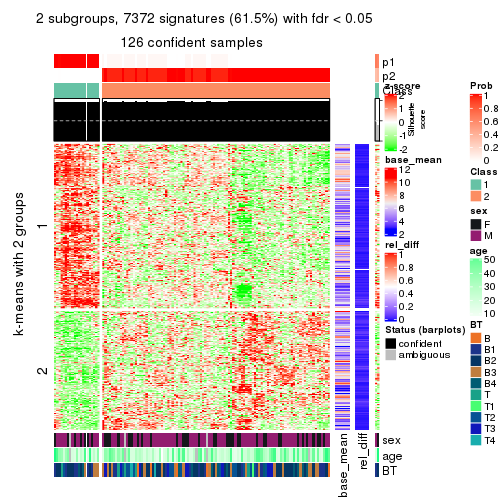 2 subgroups, 7372 signatures (61.5%) with fdr < 0.05
126 confident samples
p1
p2
Class
Silhouette
score
k-means with 2 groups
1
2
sex
age
BT
base_mean
rel_diff
z-score
2
1
0
-1
-2
base_mean
12
10
8
6
4
2
rel_diff
1
0.8
0.6
0.4
0.2
0
Status (barplots)
confident
ambiguous
Prob
1
0.8
0.6
0.4
0.2
0
Class
1
2
sex
F
M
age
50
40
30
20
10
BT
B
B1
B2
B3
B4
T
T1
T2
T3
T4